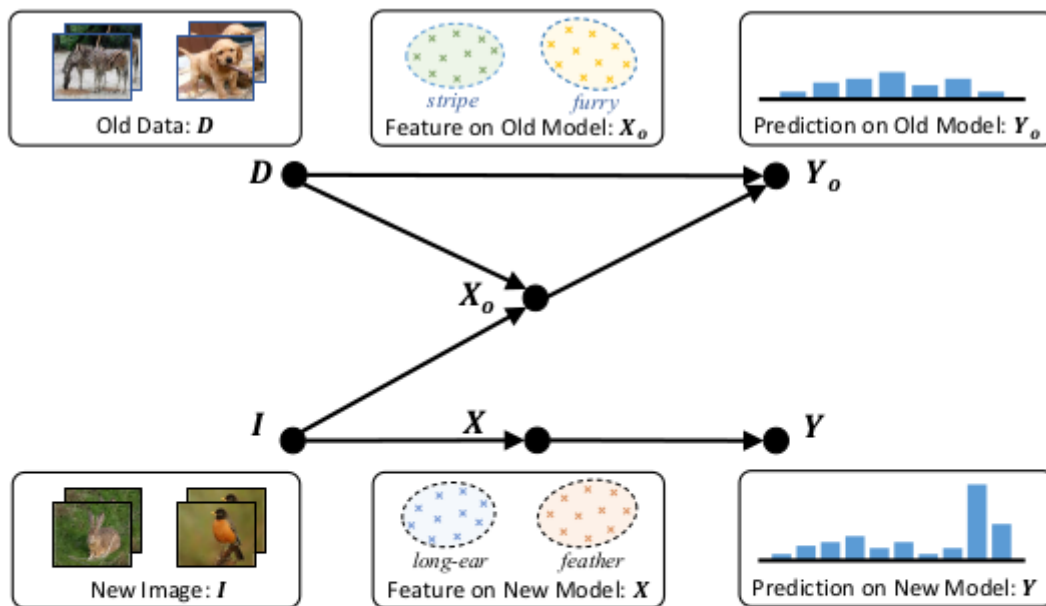 stripe furry
Old Data: D
Feature on Old Model: Xₒ
Prediction on Old Model: Yₒ
D
Yₒ
Xₒ
I
X
Y
long-ear feather
New Image: I
Feature on New Model: X
Prediction on New Model: Y